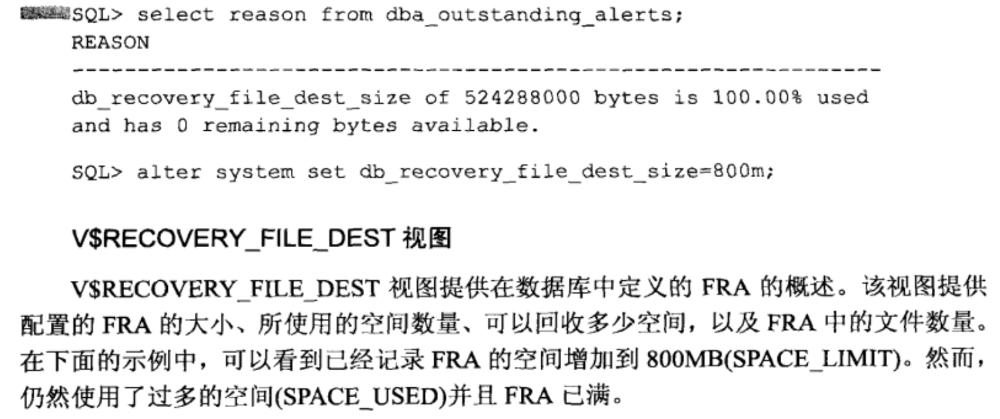 SQL> select reason from dba_outstanding_alerts;
REASON
----------------------------------------------------------------
db_recovery_file_dest_size of 524288000 bytes is 100.00% used
and has 0 remaining bytes available.
SQL> alter system set db_recovery_file_dest_size=800m;
V$RECOVERY_FILE_DEST 视图
V$RECOVERY_FILE_DEST 视图提供在数据库中定义的 FRA 的概述。该视图提供
配置的 FRA 的大小、所使用的空间数量、可以回收多少空间，以及 FRA 中的文件数量。
在下面的示例中，可以看到已经记录 FRA 的空间增加到 800MB(SPACE_LIMIT)。然而，
仍然使用了过多的空间(SPACE_USED)并且 FRA 已满。